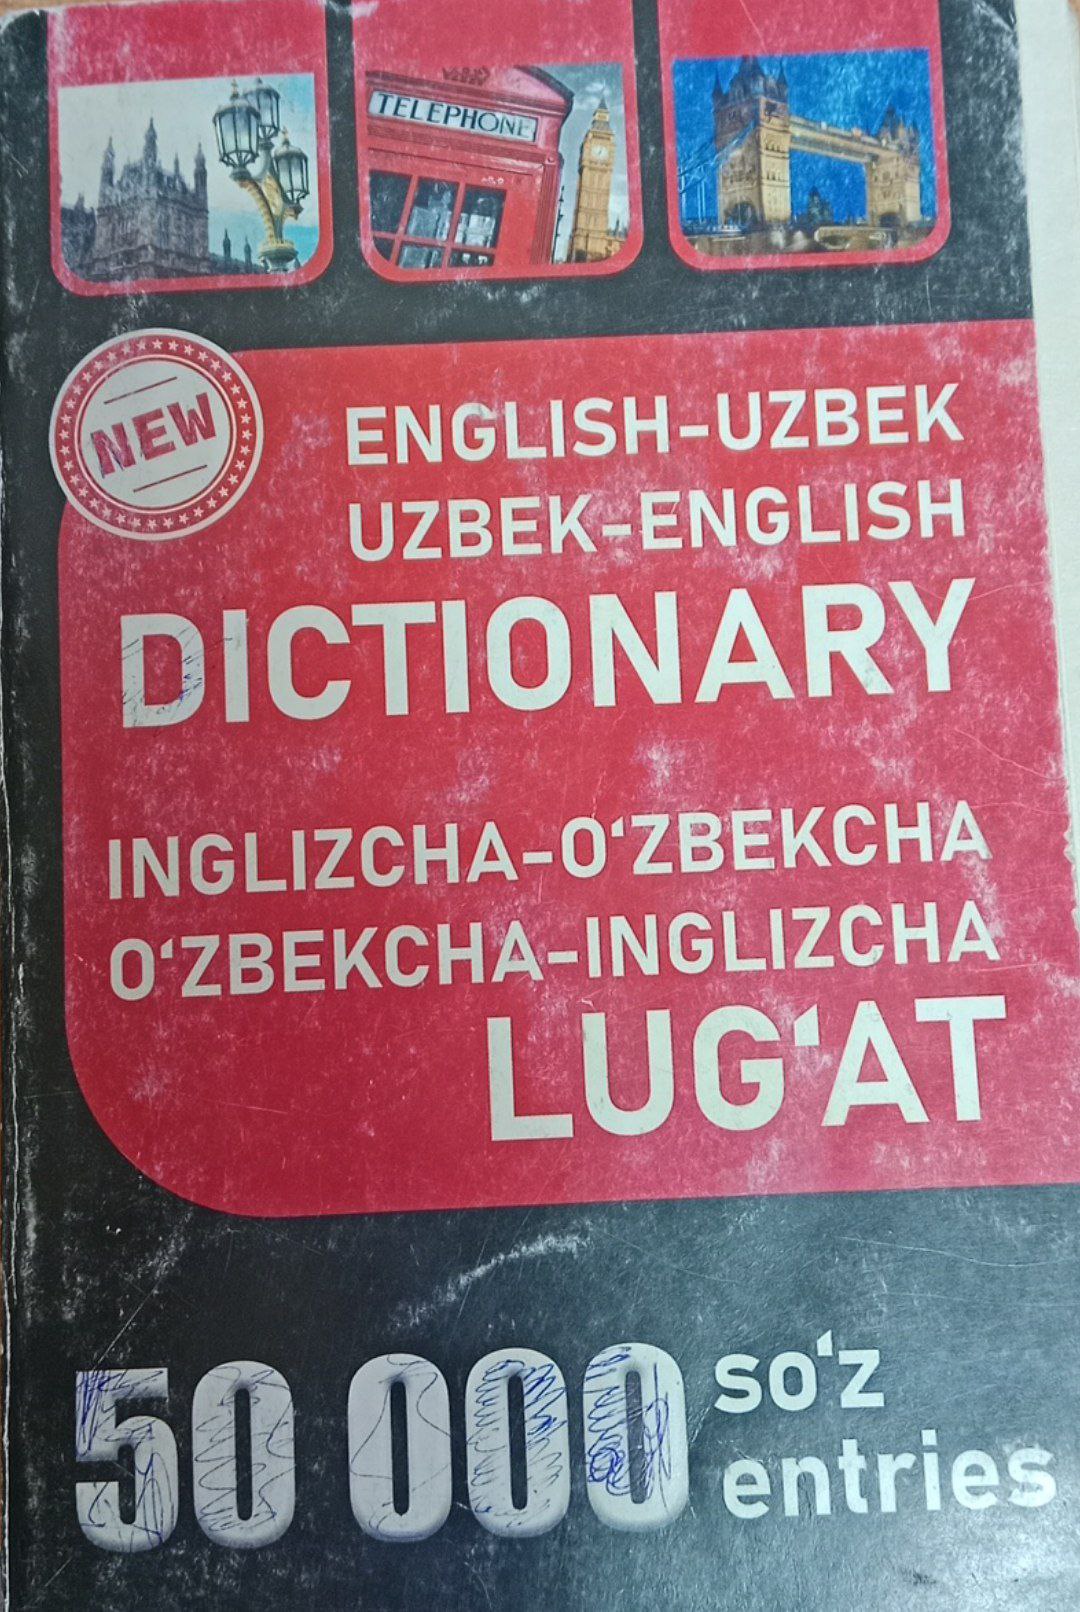 TELEPHONE
NEW
ENGLISH-UZBEK
UZBEK-ENGLISH
DICTIONARY
INGLIZCHA-O‘ZBEKCHA
O‘ZBEKCHA-INGLIZCHA
LUG‘AT
50 000 so‘z
entries